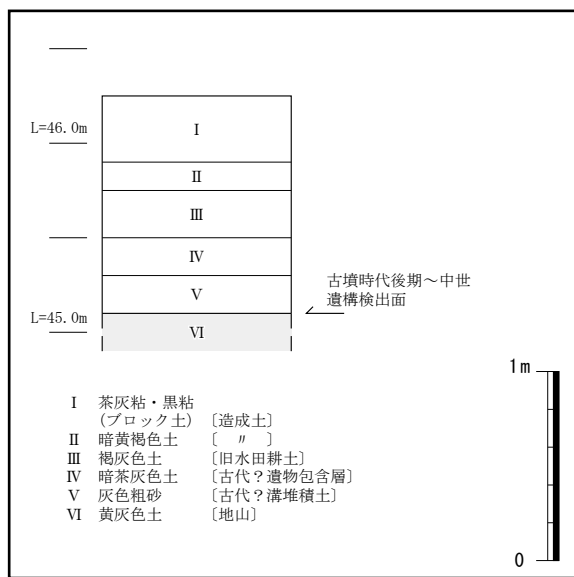 L=46.0m
Ⅰ
Ⅱ
Ⅲ
Ⅳ
Ⅴ
古墳時代後期～中世
遺構検出面
L=45.0m
Ⅵ
1m
0
Ⅰ 茶灰粘・黒粘
(ブロック土)〔造成土〕
Ⅱ 暗黄褐色土 〔 〃 〕
Ⅲ 褐灰色土 〔旧水田耕土〕
Ⅳ 暗茶灰色土 〔古代？遺物包含層〕
Ⅴ 灰色粗砂 〔古代？溝堆積土〕
Ⅵ 黄灰色土 〔地山〕